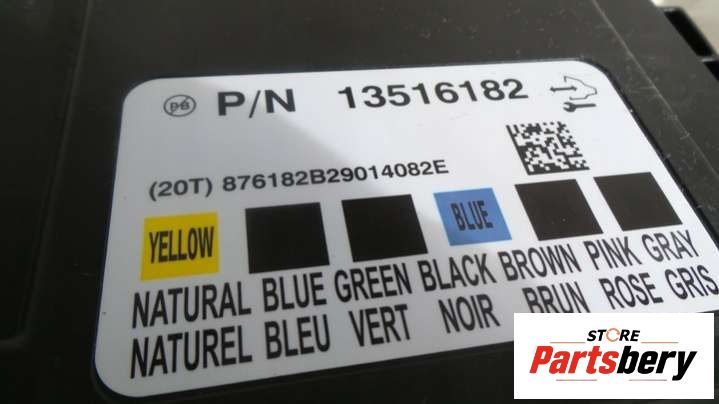 PB P/N 13516182
(20T) 876182B29014082E
YELLOW BLUE
NATURAL BLUE GREEN BLACK BROWN PINK GRAY
NATUREL BLEU VERT NOIR BRUN ROSE GRIS
STORE
Partsbery